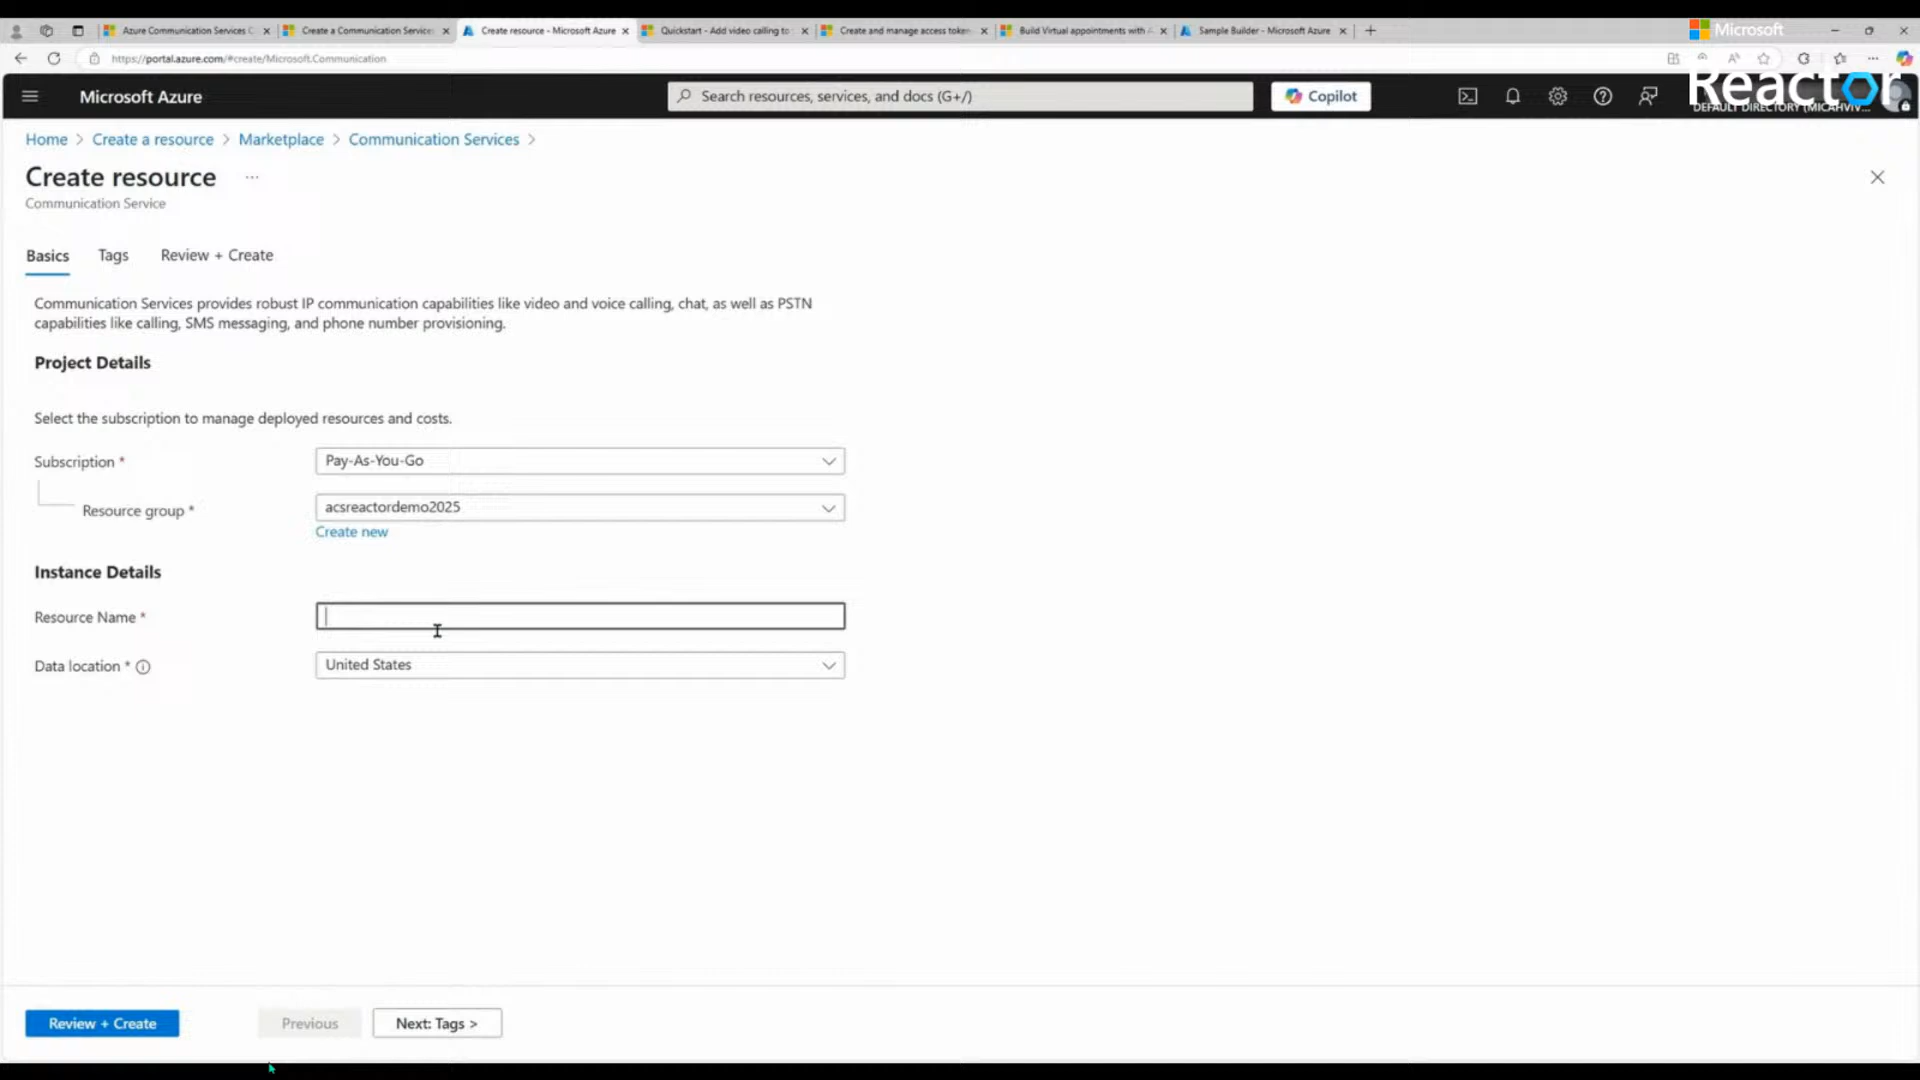 Azure Communication Services C
Create a Communication Service
Create resource - Microsoft Azure
Quickstart - Add video calling to
Create and manage access token
Build Virtual appointments with A
Sample Builder - Microsoft Azure
Microsoft
https://portal.azure.com/#create/Microsoft.Communication
Microsoft Azure
Search resources, services, and docs (G+/)
Copilot
Reactor
DEFAULT DIRECTORY (MICAHVIV...
Home > Create a resource > Marketplace > Communication Services >
Create resource ...
Communication Service
Basics
Tags
Review + Create
Communication Services provides robust IP communication capabilities like video and voice calling, chat, as well as PSTN
capabilities like calling, SMS messaging, and phone number provisioning.
Project Details
Select the subscription to manage deployed resources and costs.
Subscription *
Pay-As-You-Go
Resource group *
acsreactordemo2025
Create new
Instance Details
Resource Name *
Data location *
United States
Review + Create
Previous
Next: Tags >